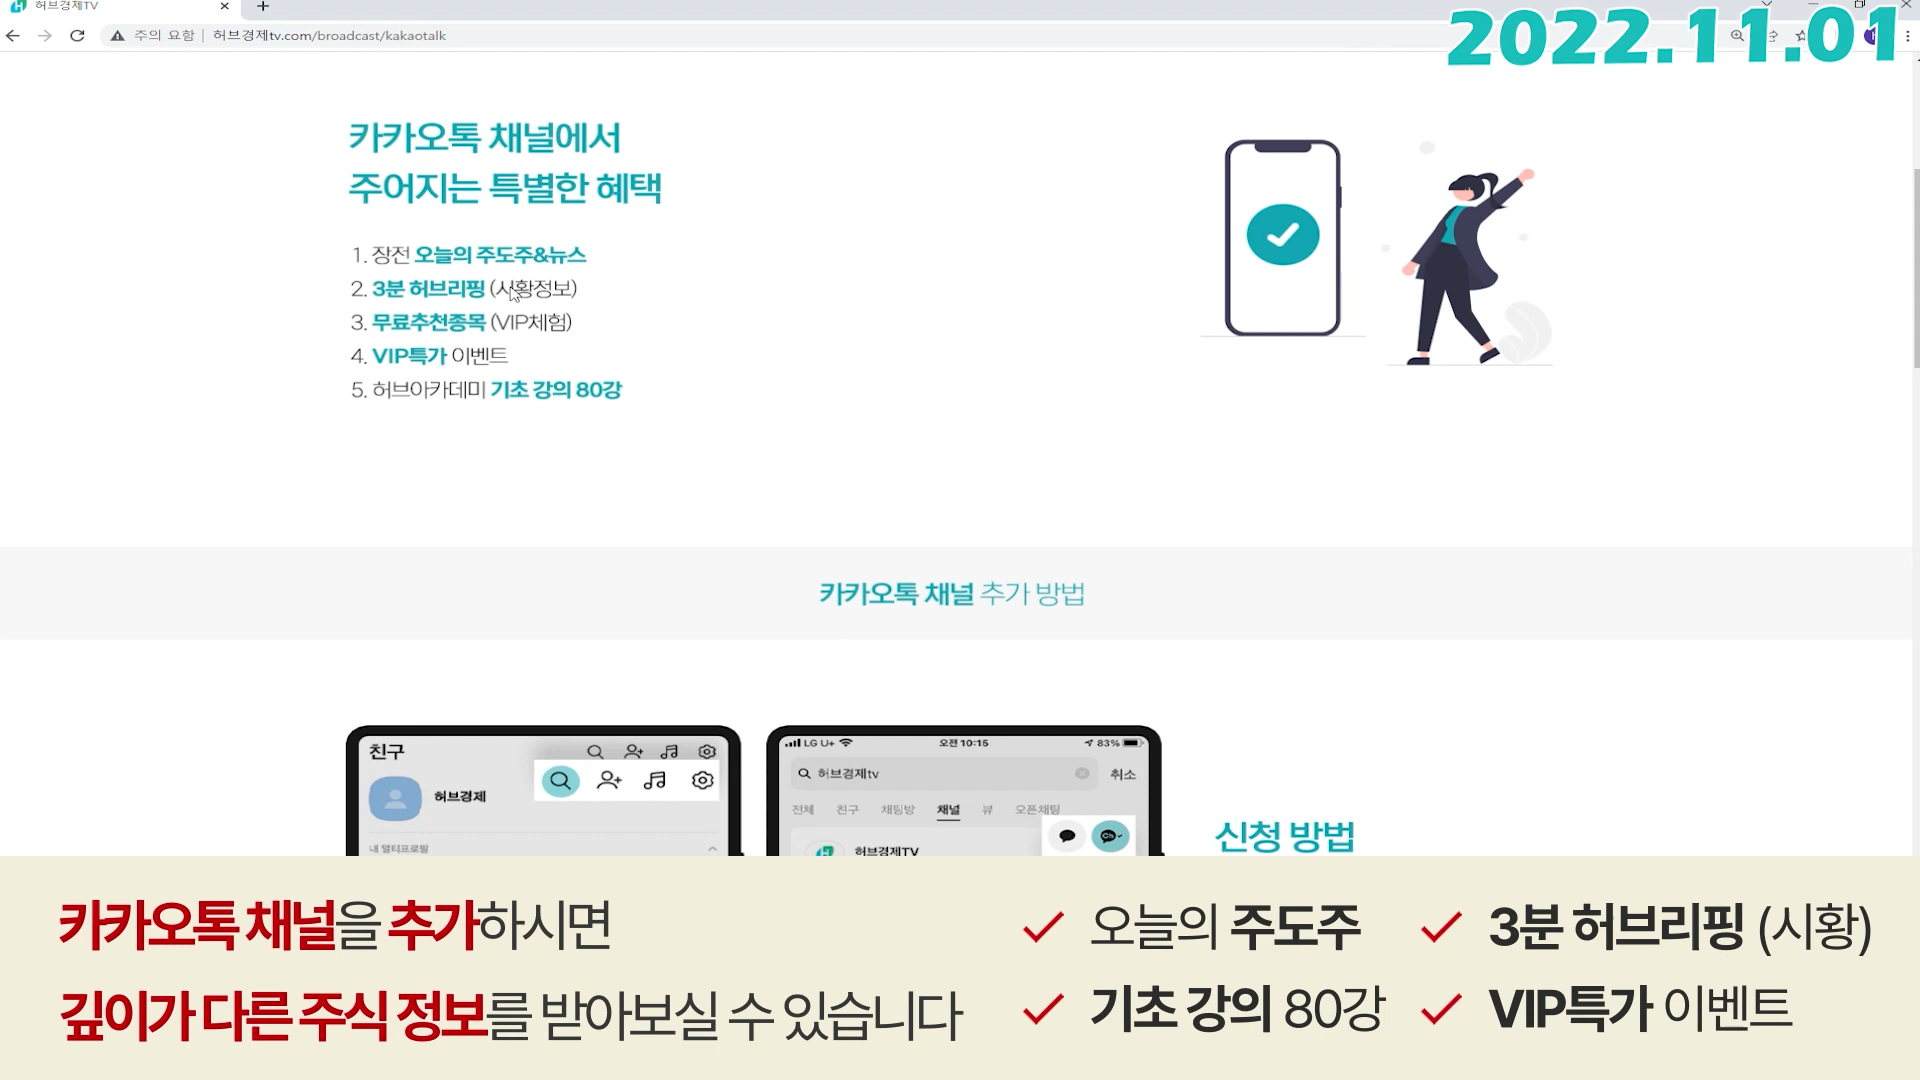 허브경제TV
주의 요함 | 허브경제tv.com/broadcast/kakaotalk
2022.11.01
카카오톡 채널에서
주어지는 특별한 혜택
1. 장전 오늘의 주도주&뉴스
2. 3분 허브리핑 (시황정보)
3. 무료추천종목 (VIP체험)
4. VIP특가 이벤트
5. 허브아카데미 기초 강의 80강
카카오톡 채널 추가 방법
친구
허브경제
내 멀티프로필
LG U+ 오전 10:15 83%
허브경제tv 취소
전체 친구 채팅방 채널 뷰 오픈채팅
허브경제TV
Ch
신청 방법
카카오톡 채널을 추가하시면
깊이가 다른 주식 정보를 받아보실 수 있습니다
오늘의 주도주
3분 허브리핑 (시황)
기초 강의 80강
VIP특가 이벤트